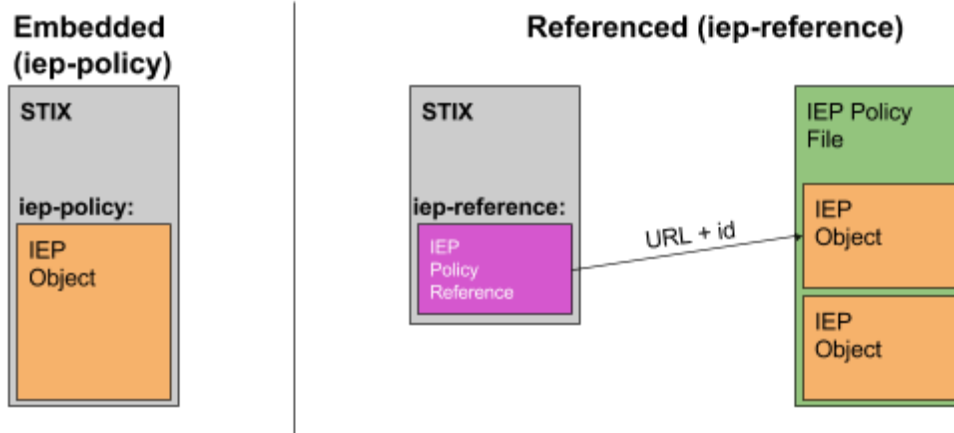 Embedded
(iep-policy)
STIX
iep-policy:
IEP
Object
Referenced (iep-reference)
STIX
iep-reference:
IEP
Policy
Reference
URL + id
IEP Policy
File
IEP
Object
IEP
Object